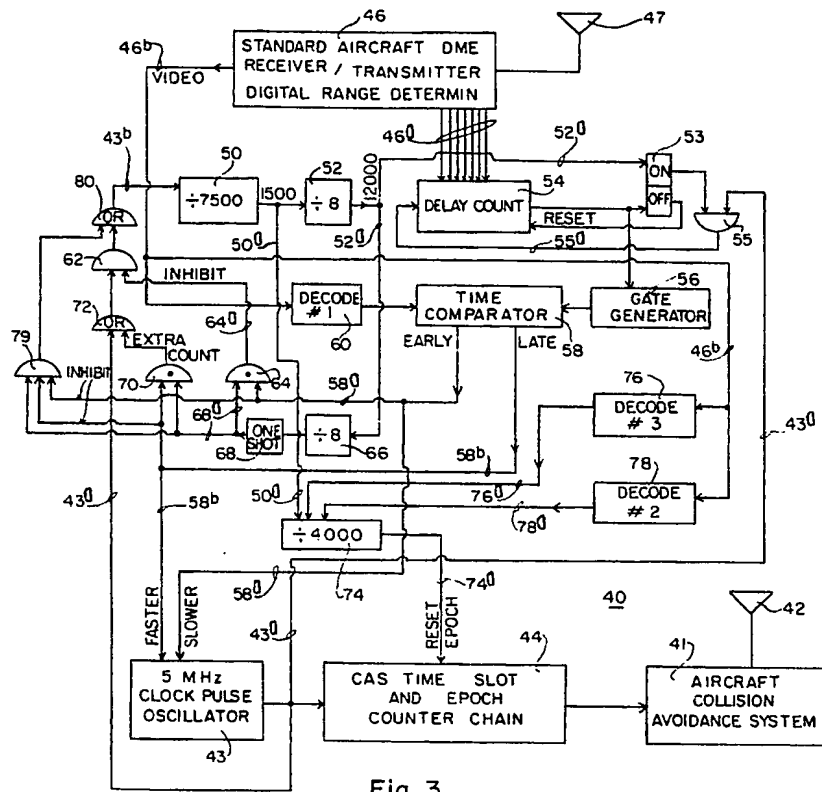 46
47
46b
VIDEO
STANDARD AIRCRAFT DME
RECEIVER / TRANSMITTER
DIGITAL RANGE DETERMIN
43b
50
÷7500
1500
52
÷ 8
12000
46a
52a
53
ON
OFF
54
DELAY COUNT
RESET
55a
55
80
OR
62
INHIBIT
50a
52a
72
OR
64a
DECODE
#1
60
TIME
COMPARATOR
58
56
GATE
GENERATOR
46b
EXTRA
COUNT
EARLY
LATE
79
INHIBIT
70
64
58a
68a
68a
ONE
SHOT
68
÷ 8
66
76
DECODE
#3
43a
58b
50a
76a
78
DECODE
#2
78a
43a
58b
÷4000
74
58a
74a
40
42
FASTER
SLOWER
43a
RESET
EPOCH
44
41
5 MHz
CLOCK PULSE
OSCILLATOR
43
CAS TIME SLOT
AND EPOCH
COUNTER CHAIN
AIRCRAFT
COLLISION
AVOIDANCE SYSTEM
Fig. 3